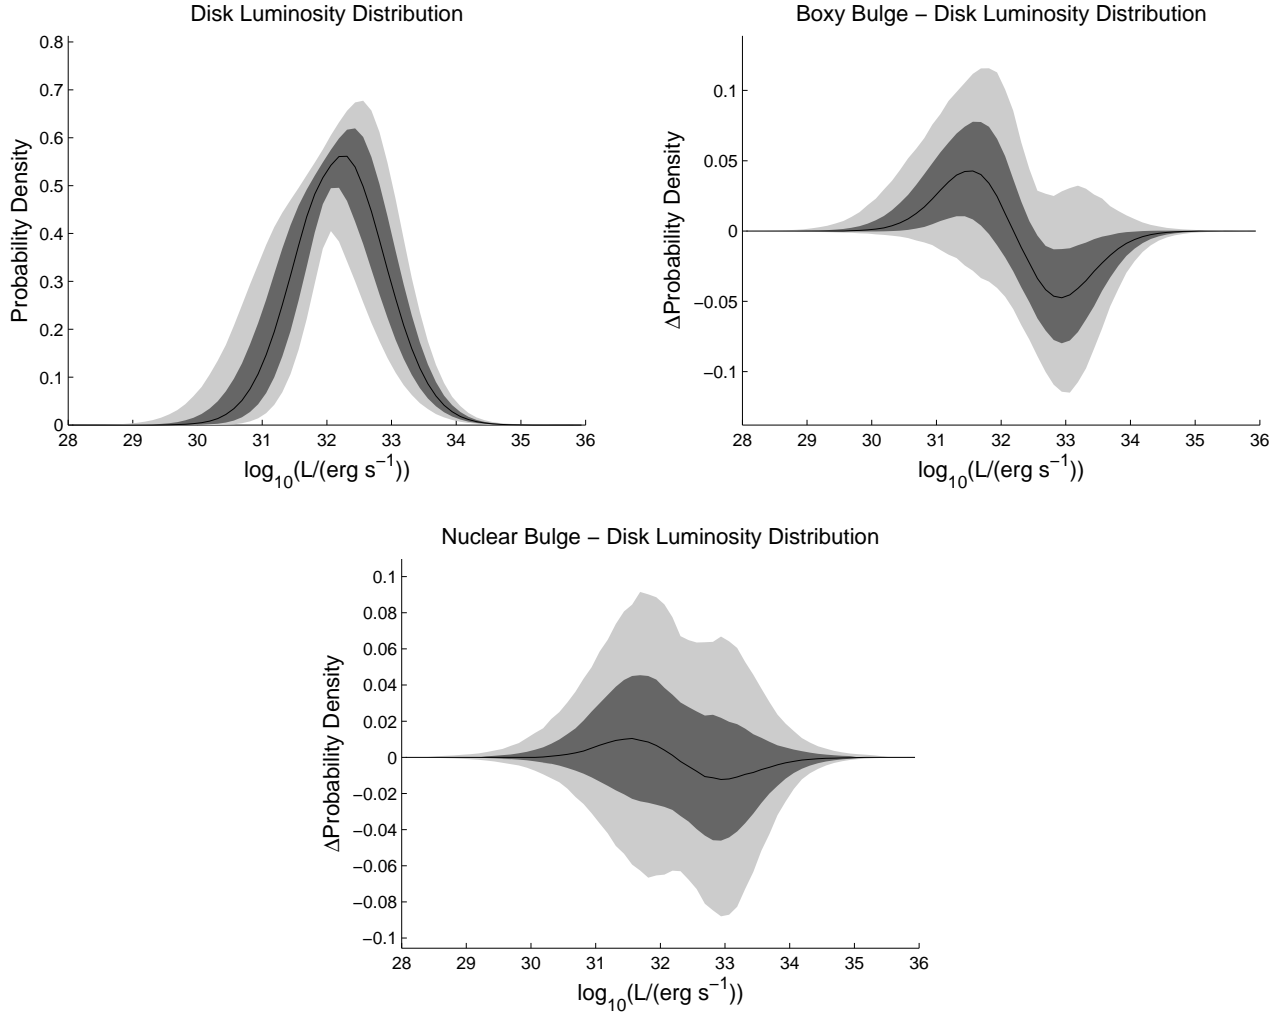 Disk Luminosity Distribution
Probability Density
0.8
0.7
0.6
0.5
0.4
0.3
0.2
0.1
0
28 29 30 31 32 33 34 35 36
log10(L/(erg s−1))
Boxy Bulge − Disk Luminosity Distribution
ΔProbability Density
0.1
0.05
0
−0.05
−0.1
28 29 30 31 32 33 34 35 36
log10(L/(erg s−1))
Nuclear Bulge − Disk Luminosity Distribution
ΔProbability Density
0.1
0.08
0.06
0.04
0.02
0
−0.02
−0.04
−0.06
−0.08
−0.1
28 29 30 31 32 33 34 35 36
log10(L/(erg s−1))